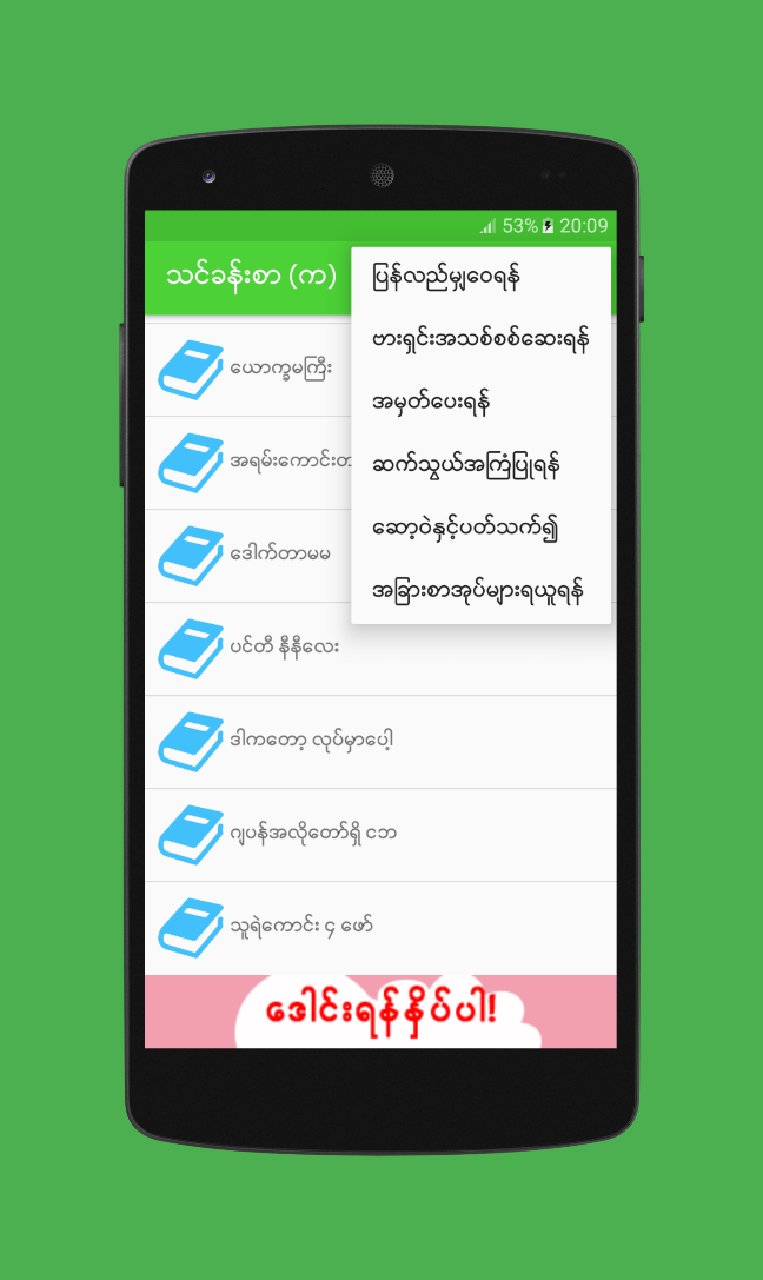 53% 20:09
သင်ခန်းစာ (က)
ပြန်လည်မျှဝေရန်
ဗားရှင်းအသစ်စစ်ဆေးရန်
အမှတ်ပေးရန်
ဆက်သွယ်အကြံပြုရန်
ဆော့ဝဲနှင့်ပတ်သက်၍
အခြားစာအုပ်များရယူရန်
ယောက္ခမကြီး
အရမ်းကောင်းတ
ဒေါက်တာမမ
ပင်တီ နီနီလေး
ဒါကတော့ လုပ်မှာပေါ့
ဂျပန်အလိုတော်ရှိ ငဘ
သူရဲကောင်း ၄ ဖော်
ဒေါင်းရန်နှိပ်ပါ!